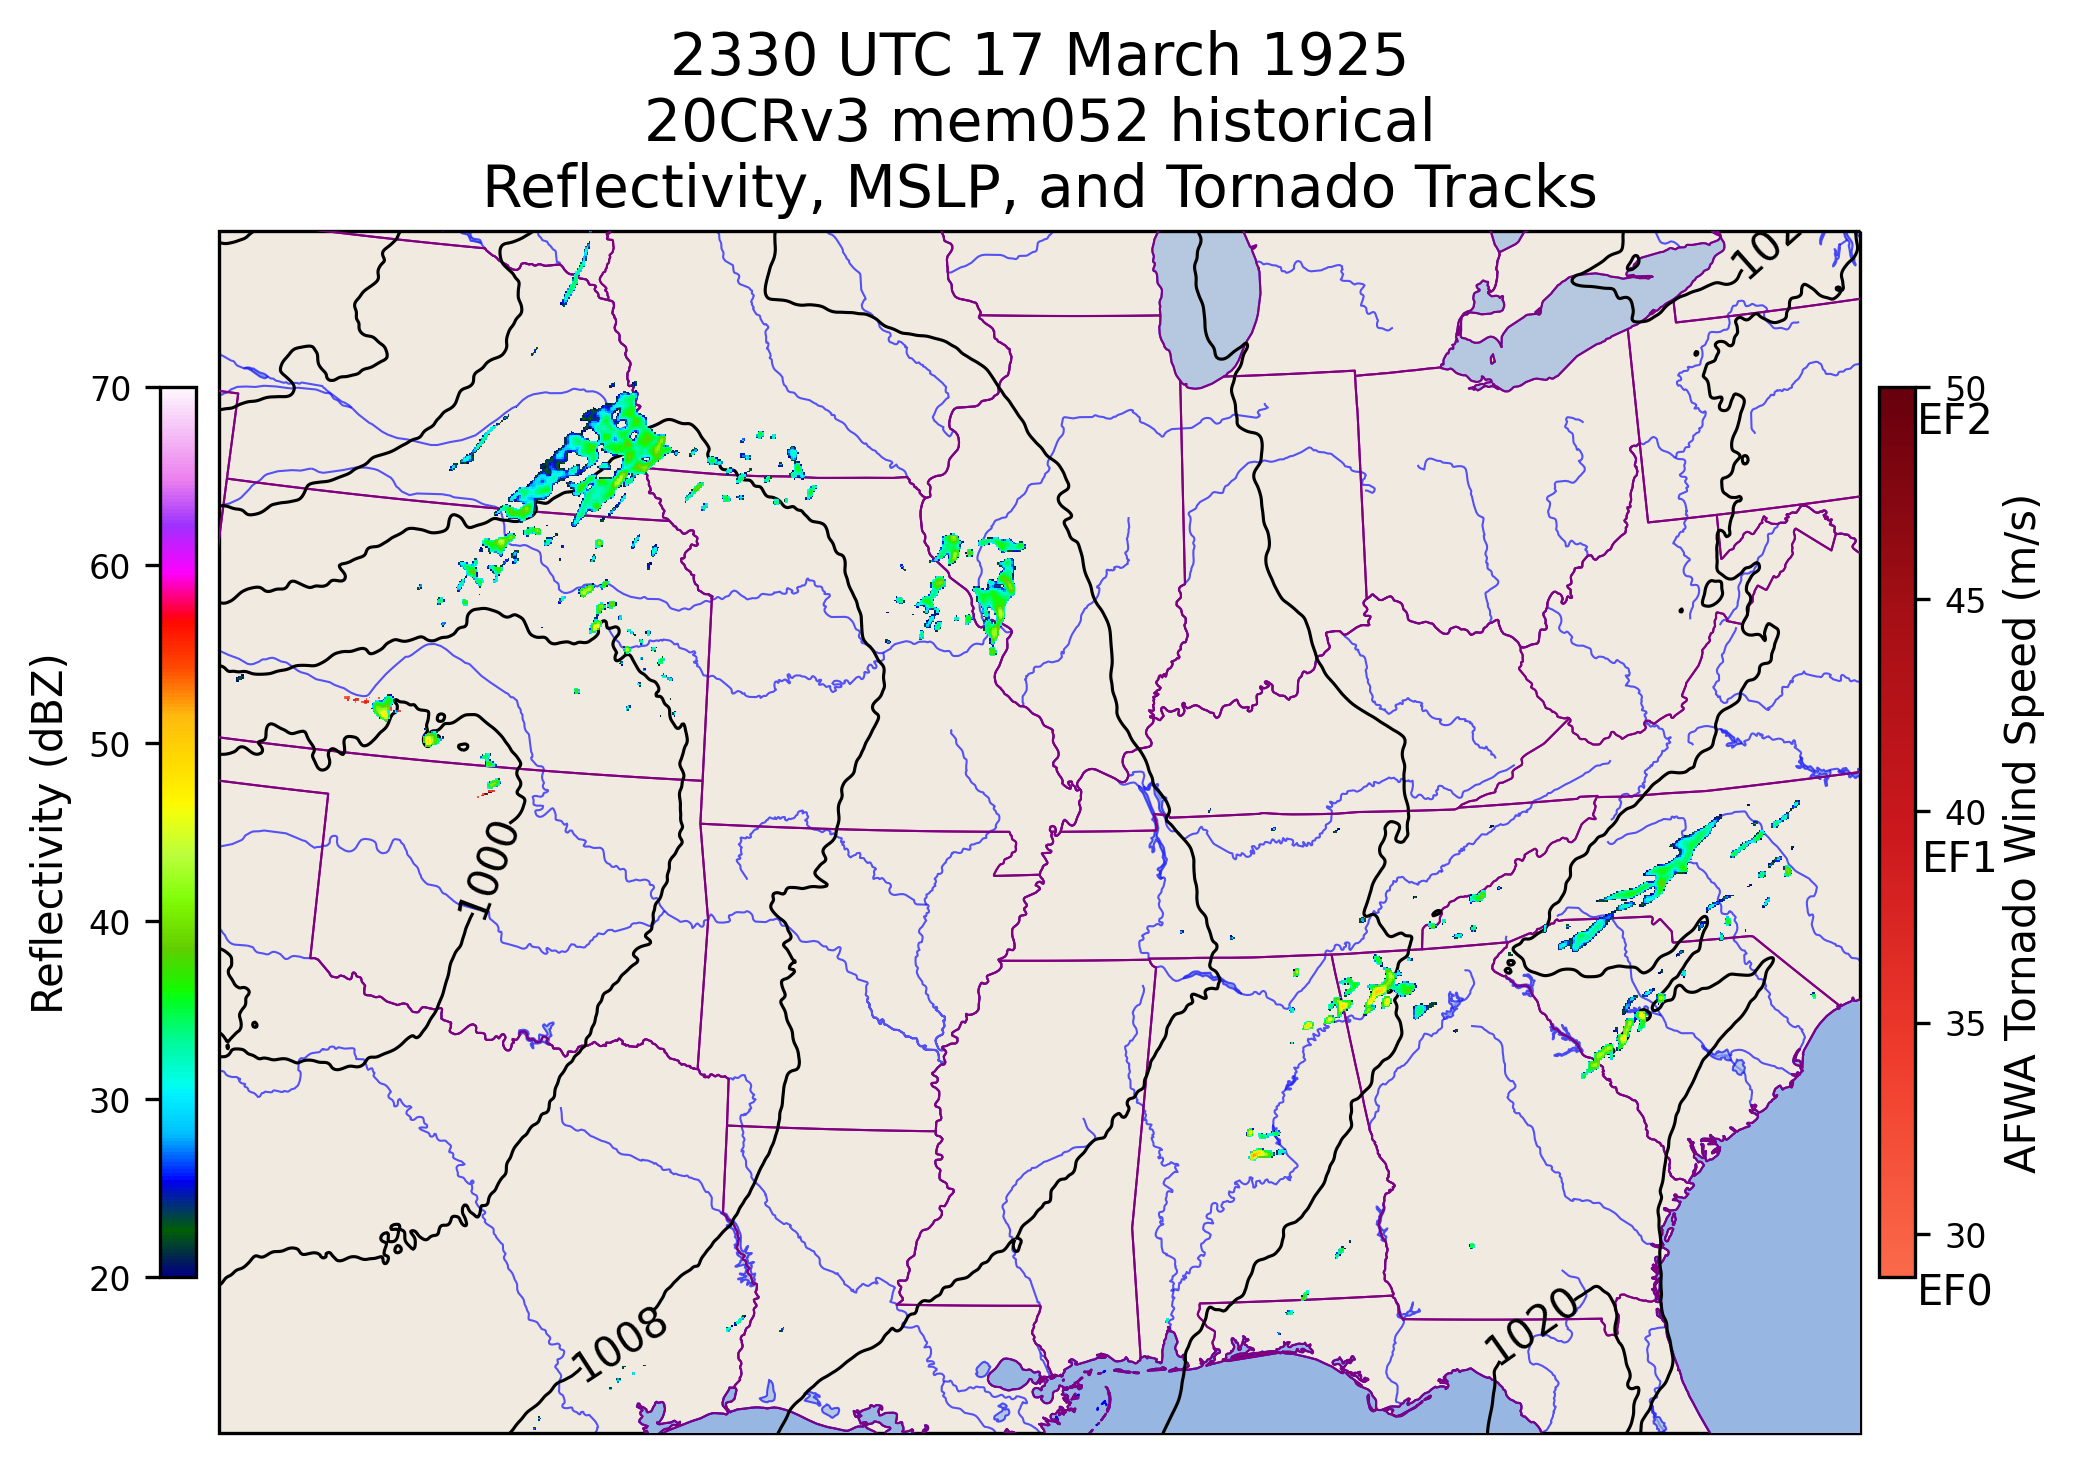 2330 UTC 17 March 1925
20CRv3 mem052 historical
Reflectivity, MSLP, and Tornado Tracks
102
70
60
50
40
30
20
Reflectivity (dBZ)
1000
1008
1020
50
EF2
45
40
EF1
35
30
EF0
AFWA Tornado Wind Speed (m/s)